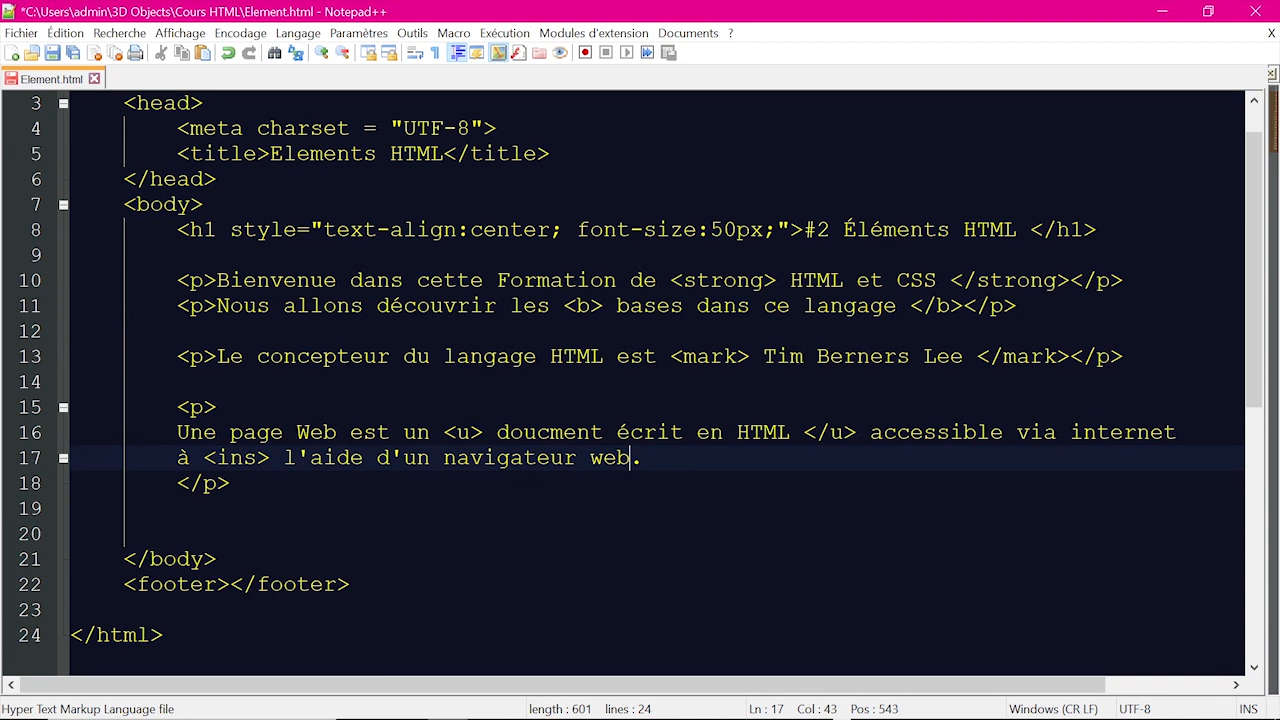 *C:\Users\admin\3D Objects\Cours HTML\Element.html - Notepad++
Fichier Édition Recherche Affichage Encodage Langage Paramètres Outils Macro Exécution Modules d'extension Documents ? X
Element.html
3 <head>
4 <meta charset = "UTF-8">
5 <title>Elements HTML</title>
6 </head>
7 <body>
8 <h1 style="text-align:center; font-size:50px;">#2 Éléments HTML </h1>
9
10 <p>Bienvenue dans cette Formation de <strong> HTML et CSS </strong></p>
11 <p>Nous allons découvrir les <b> bases dans ce langage </b></p>
12
13 <p>Le concepteur du langage HTML est <mark> Tim Berners Lee </mark></p>
14
15 <p>
16 Une page Web est un <u> doucment écrit en HTML </u> accessible via internet
17 à <ins> l'aide d'un navigateur web.
18 </p>
19
20
21 </body>
22 <footer></footer>
23
24 </html>
Hyper Text Markup Language file length : 601 lines : 24 Ln : 17 Col : 43 Pos : 543 Windows (CR LF) UTF-8 INS